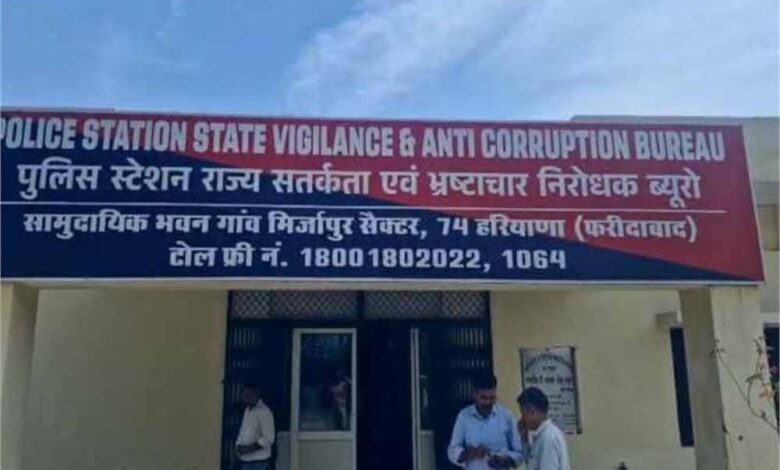 POLICE STATION STATE VIGILANCE & ANTI CORRUPTION BUREAU
पुलिस स्टेशन राज्य सतर्कता एवं भ्रष्टाचार निरोधक ब्यूरो
सामुदायिक भवन गांव मिर्जापुर सैक्टर, 74 हरियाणा (फरीदाबाद)
टोल फ्री नं. 18001802022, 1064